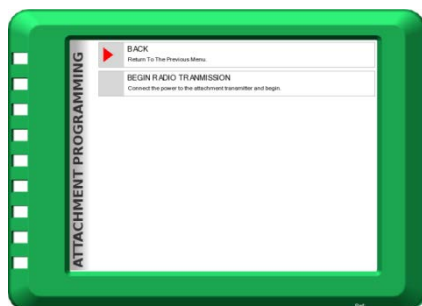 ATTACHMENT PROGRAMMING
BACK
Return To The Previous Menu.
BEGIN RADIO TRANMISSION
Connect the power to the attachment transmitter and begin.